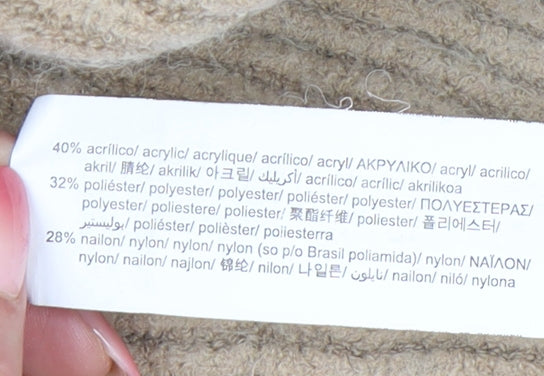 40% acrílico/ acrylic/ acrylique/ acrílico/ acryl/ ΑΚΡΥΛΙΚΟ/ acryl/ acrilico/
akril/ 腈纶/ akrilik/ 아크릴/ أكريليك/ acrílico/ acrílic/ akrilikoa
32% poliéster/ polyester/ polyester/ poliéster/ polyester/ ΠΟΛΥΕΣΤΕΡΑΣ/
polyester/ poliestere/ poliester/ 聚酯纤维/ poliester/ 폴리에스터/
بوليستير/ poliéster/ polièster/ poliesterra
28% nailon/ nylon/ nylon/ nylon (so p/o Brasil poliamida)/ nylon/ ΝΑΪΛΟΝ/
nylon/ nailon/ najlon/ 锦纶/ nilon/ 나일론/ نايلون/ nailon/ niló/ nylona